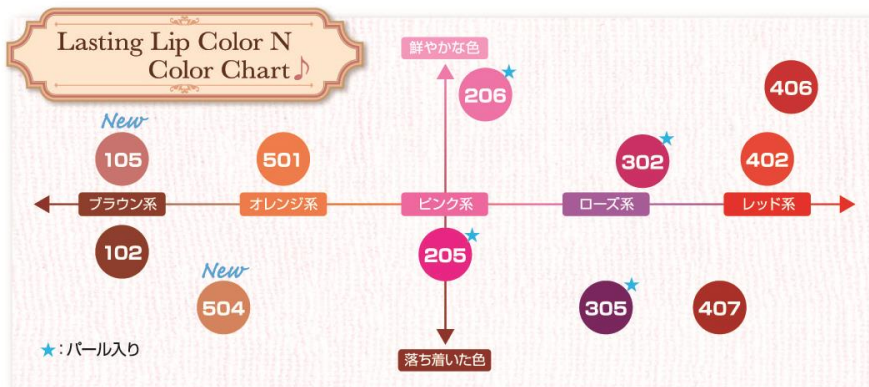 Lasting Lip Color N
Color Chart♪
鮮やかな色
206
406
New
105
501
302
402
ブラウン系
オレンジ系
ピンク系
ローズ系
レッド系
102
205
New
504
305
407
★:パール入り
落ち着いた色